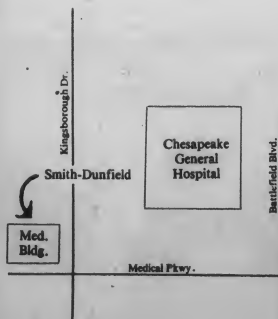 Kingsborough Dr.
Smith-Dunfield
Chesapeake
General
Hospital
Battlefield Blvd.
Med.
Bldg.
Medical Pkwy.